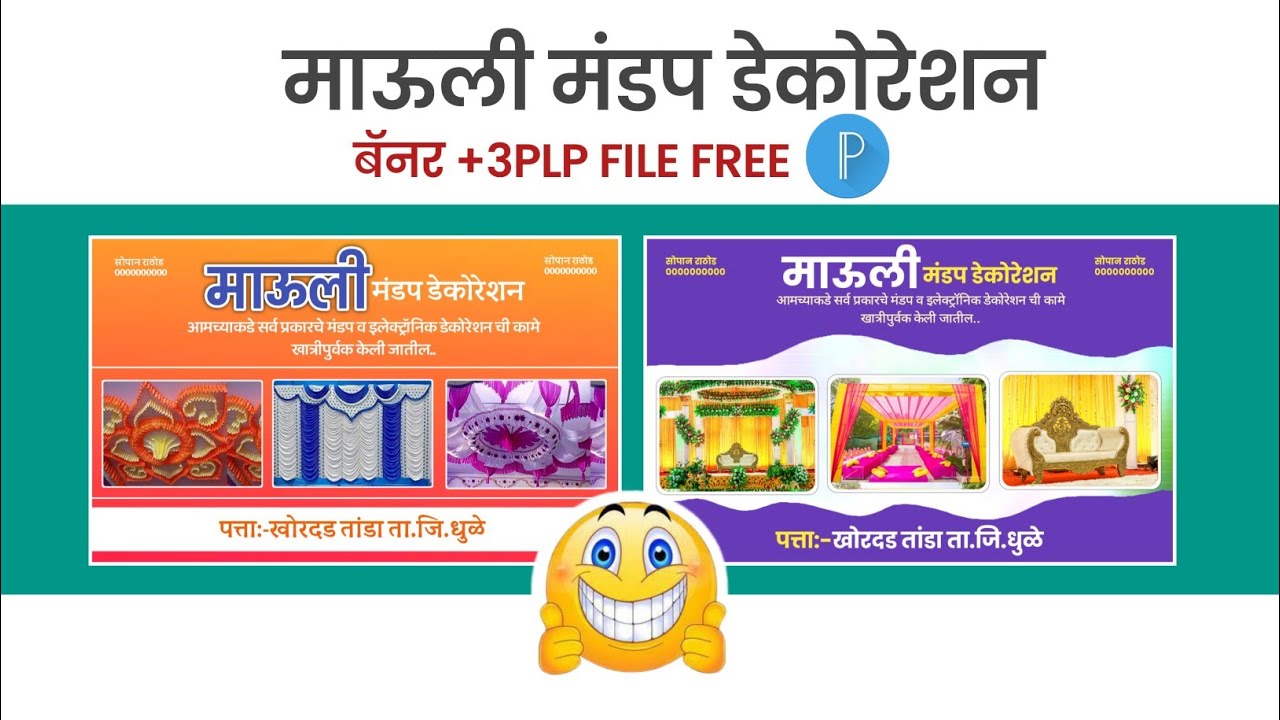 माऊली मंडप डेकोरेशन
बॅनर +3PLP FILE FREE P
सोपान राठोड
0000000000
सोपान राठोड
0000000000
माऊली मंडप डेकोरेशन
आमच्याकडे सर्व प्रकारचे मंडप व इलेक्ट्रॉनिक डेकोरेशन ची कामे
खात्रीपुर्वक केली जातील..
पत्ता:-खोरदड तांडा ता.जि.धुळे
सोपान राठोड
0000000000
सोपान राठोड
0000000000
माऊली मंडप डेकोरेशन
आमच्याकडे सर्व प्रकारचे मंडप व इलेक्ट्रॉनिक डेकोरेशन ची कामे
खात्रीपुर्वक केली जातील..
पत्ता:-खोरदड तांडा ता.जि.धुळे